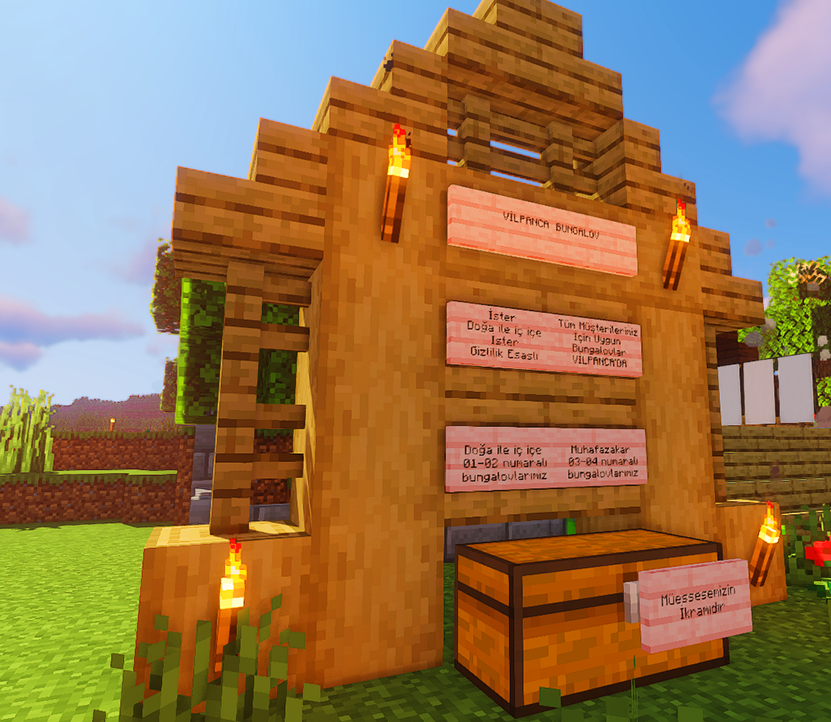 VİLPANCA BUNGALOV
İster
Doğa ile iç içe
İster
Gizlilik Esaslı
Tüm Müşterilerimiz
İçin Uygun
Bungalovlar
VİLPANCA'DA
Doğa ile iç içe
01-02 numaralı
bungalovlarımız
Muhafazakar
03-04 numaralı
bungalovlarımız
Müessesemizin
İkramıdır